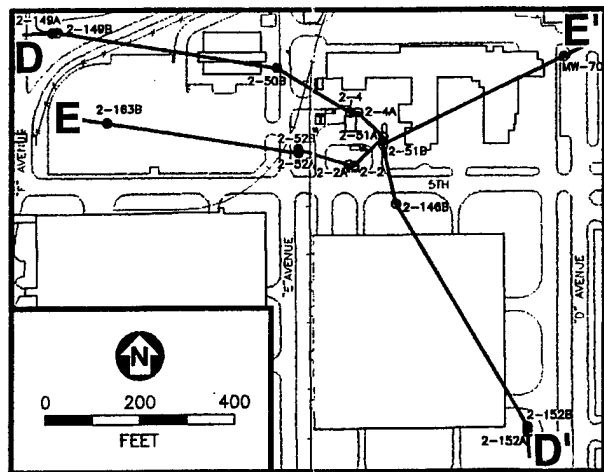 2-149A
2-149B
D
2-50B
E'
MW-70
E
2-163B
2-4
2-4A
2-52B
2-52A
2-51A
2-51B
2-2A
2-2
5TH
"F" AVENUE
2-146B
"E" AVENUE
"D" AVENUE
N
0 200 400
FEET
2-152B
2-152A
D'